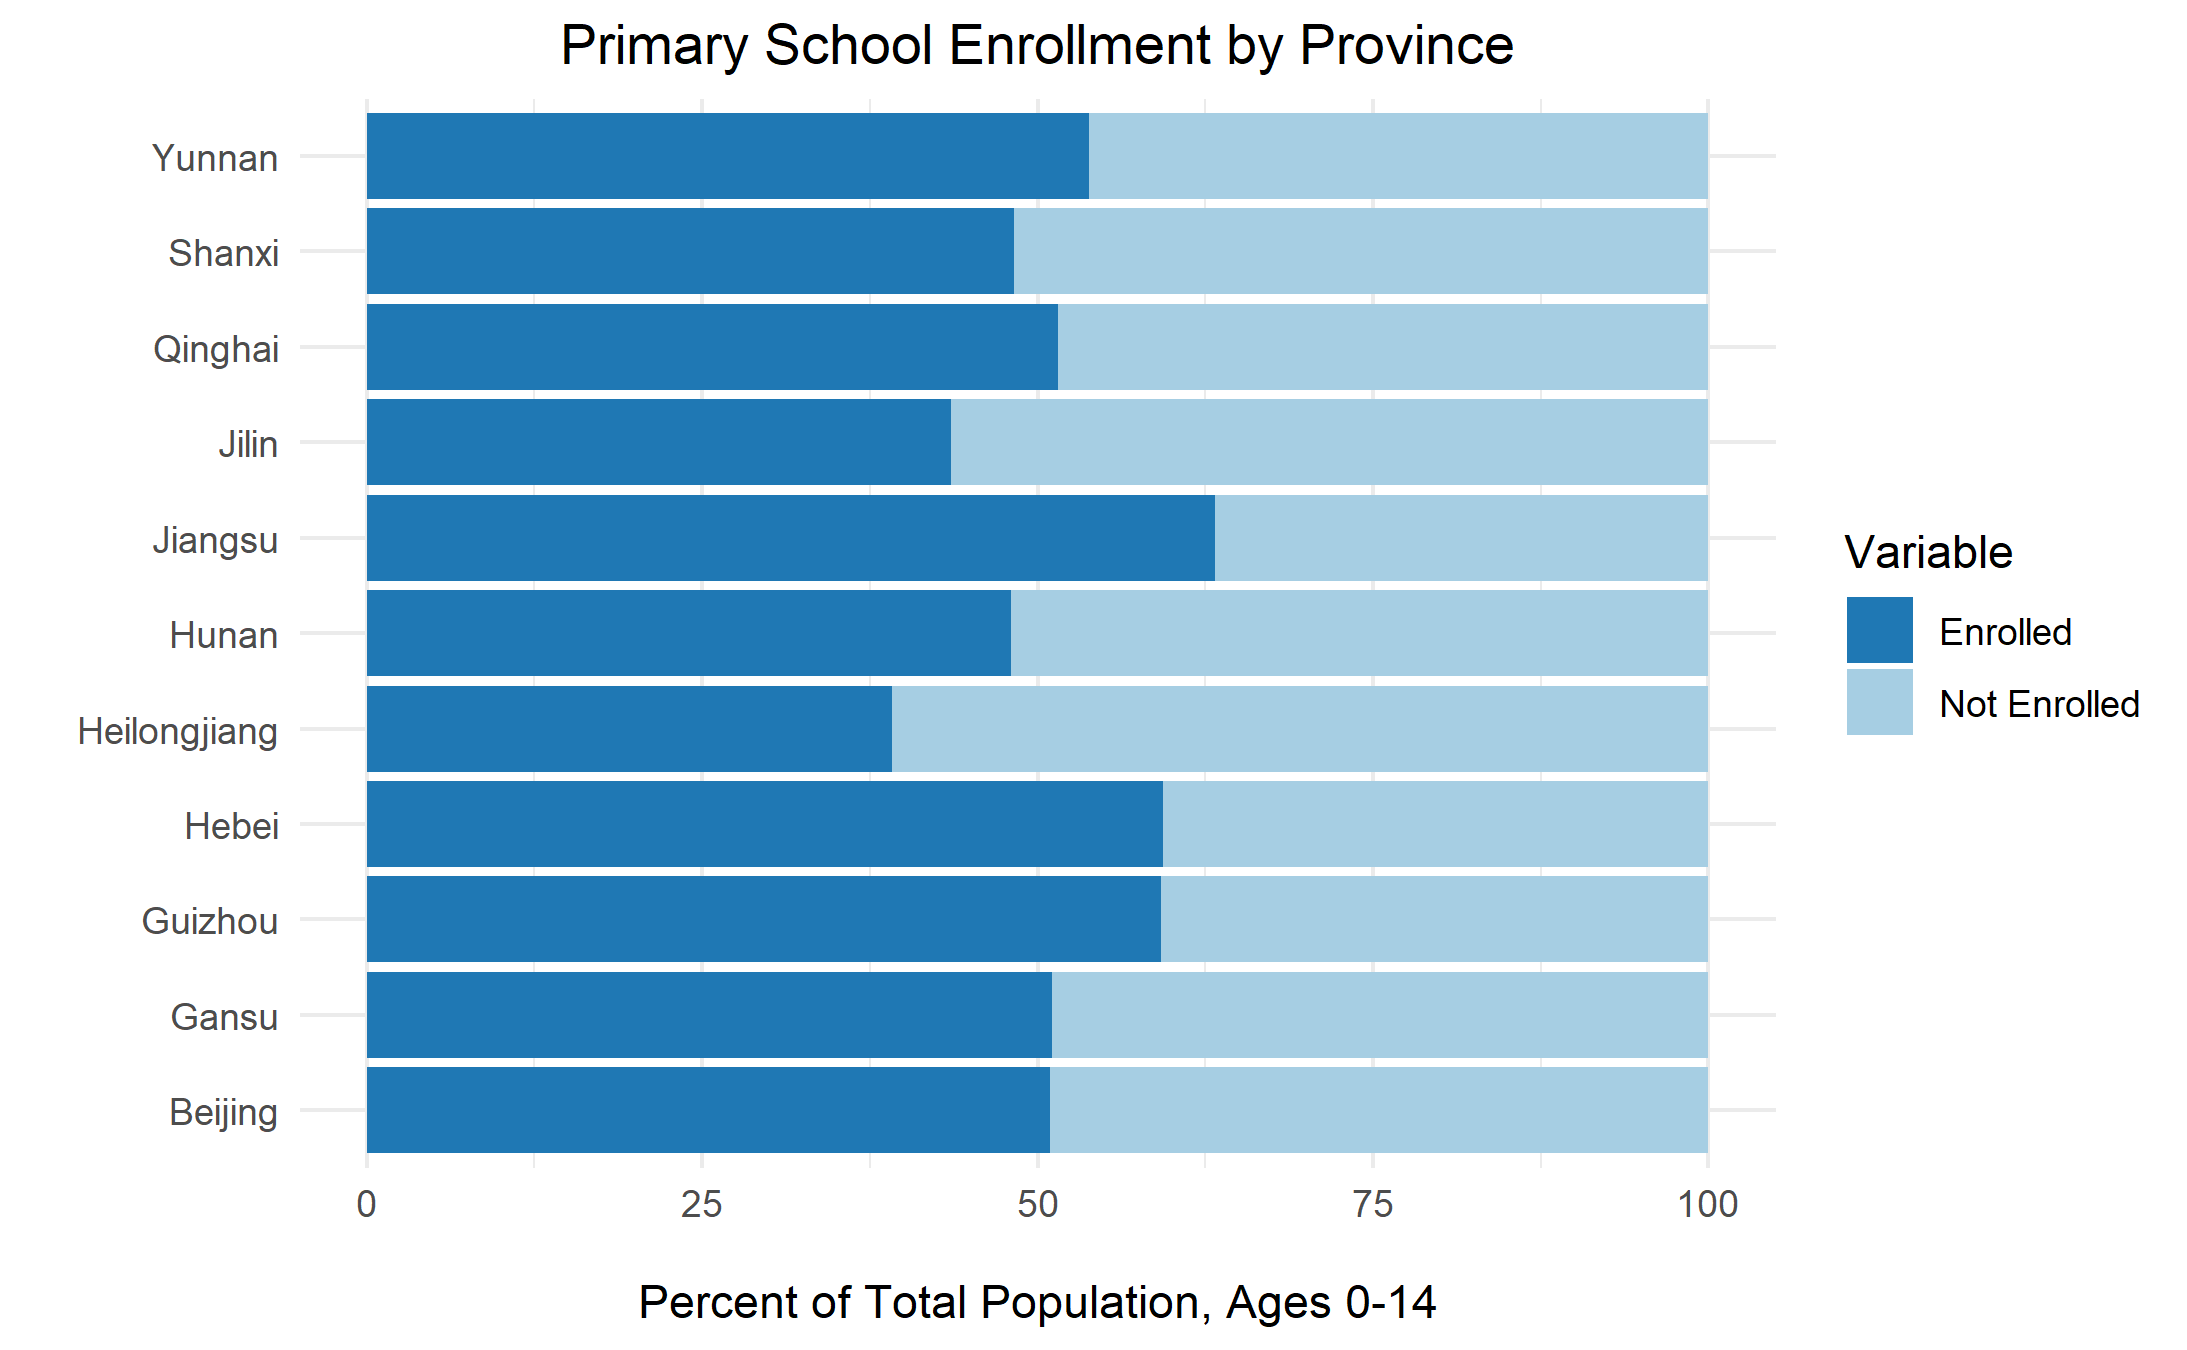 Primary School Enrollment by Province
Yunnan
Shanxi
Qinghai
Jilin
Jiangsu
Hunan
Heilongjiang
Hebei
Guizhou
Gansu
Beijing
0 25 50 75 100
Percent of Total Population, Ages 0-14
Variable
Enrolled
Not Enrolled